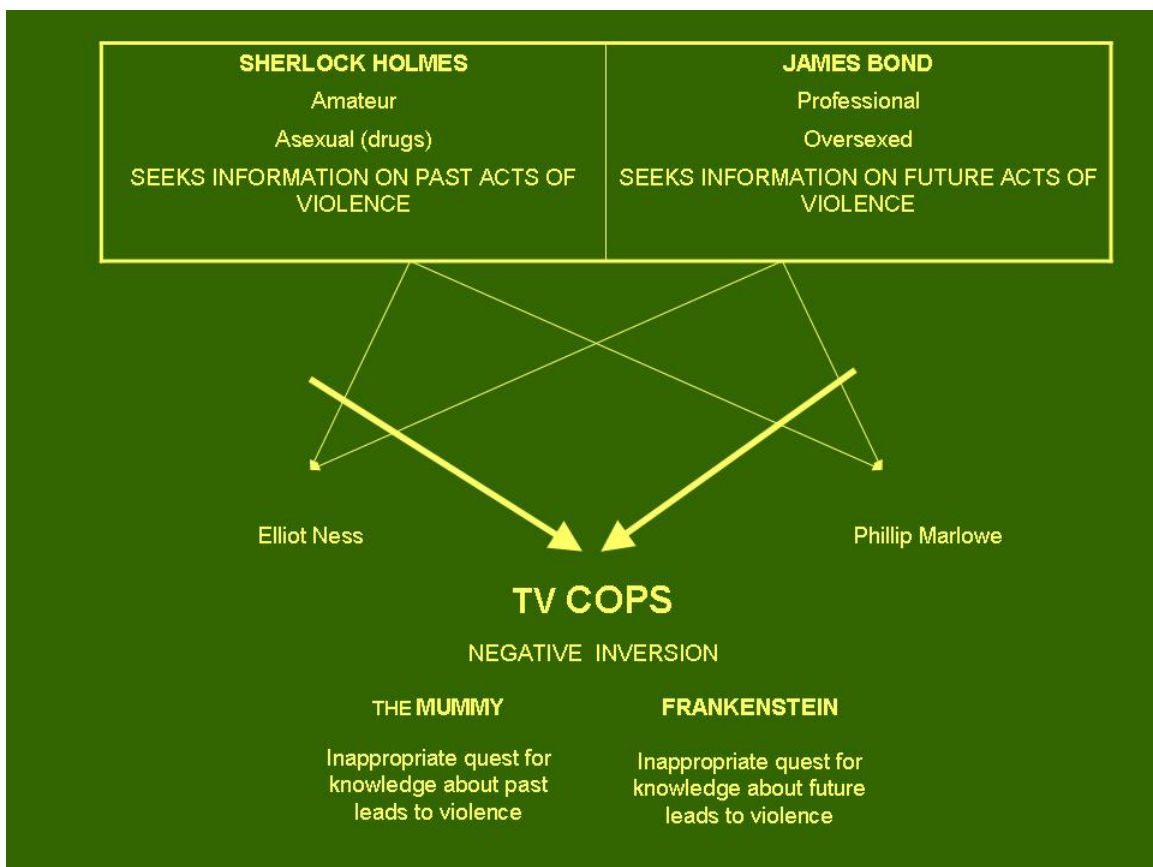 SHERLOCK HOLMES
Amateur
Asexual (drugs)
SEEKS INFORMATION ON PAST ACTS OF
VIOLENCE
JAMES BOND
Professional
Oversexed
SEEKS INFORMATION ON FUTURE ACTS OF
VIOLENCE
Elliot Ness
Phillip Marlowe
TV COPS
NEGATIVE INVERSION
THE MUMMY
Inappropriate quest for
knowledge about past
leads to violence
FRANKENSTEIN
Inappropriate quest for
knowledge about future
leads to violence